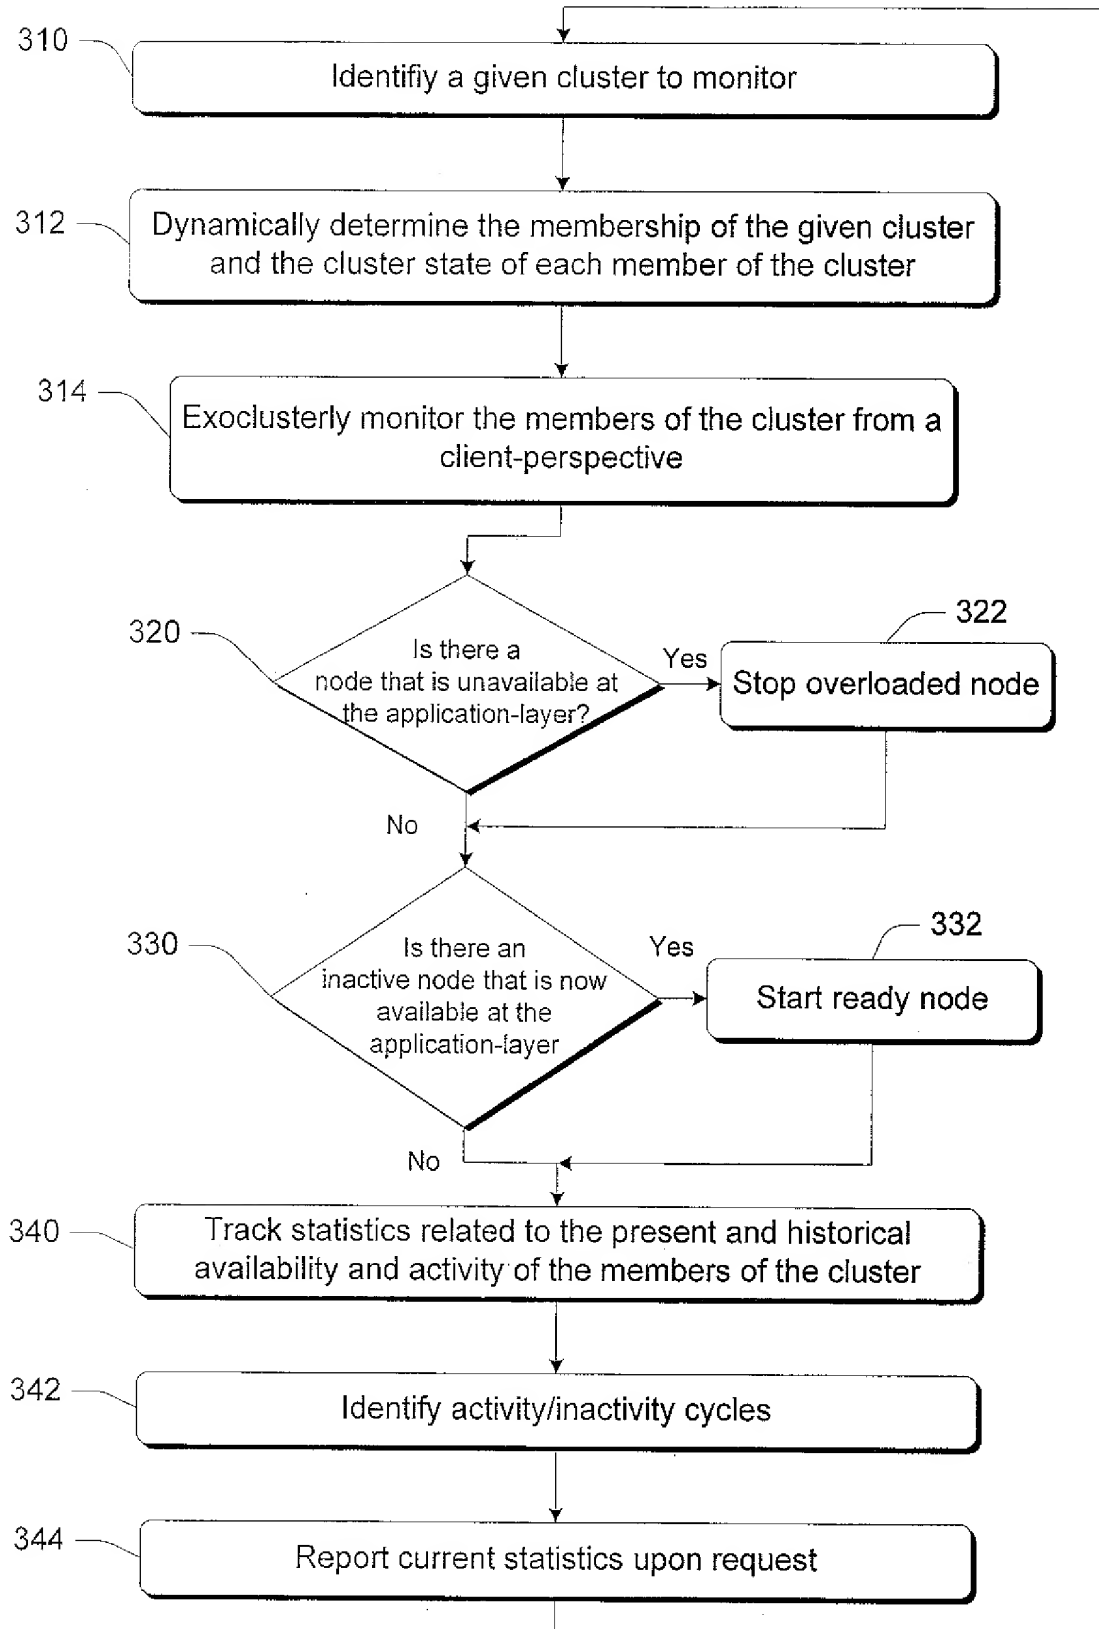 310
Identifiy a given cluster to monitor
312
Dynamically determine the membership of the given cluster
and the cluster state of each member of the cluster
314
Exoclusterly monitor the members of the cluster from a
client-perspective
320
Is there a
node that is unavailable at
the application-layer?
Yes
322
Stop overloaded node
No
330
Is there an
inactive node that is now
available at the
application-layer
Yes
332
Start ready node
No
340
Track statistics related to the present and historical
availability and activity of the members of the cluster
342
Identify activity/inactivity cycles
344
Report current statistics upon request